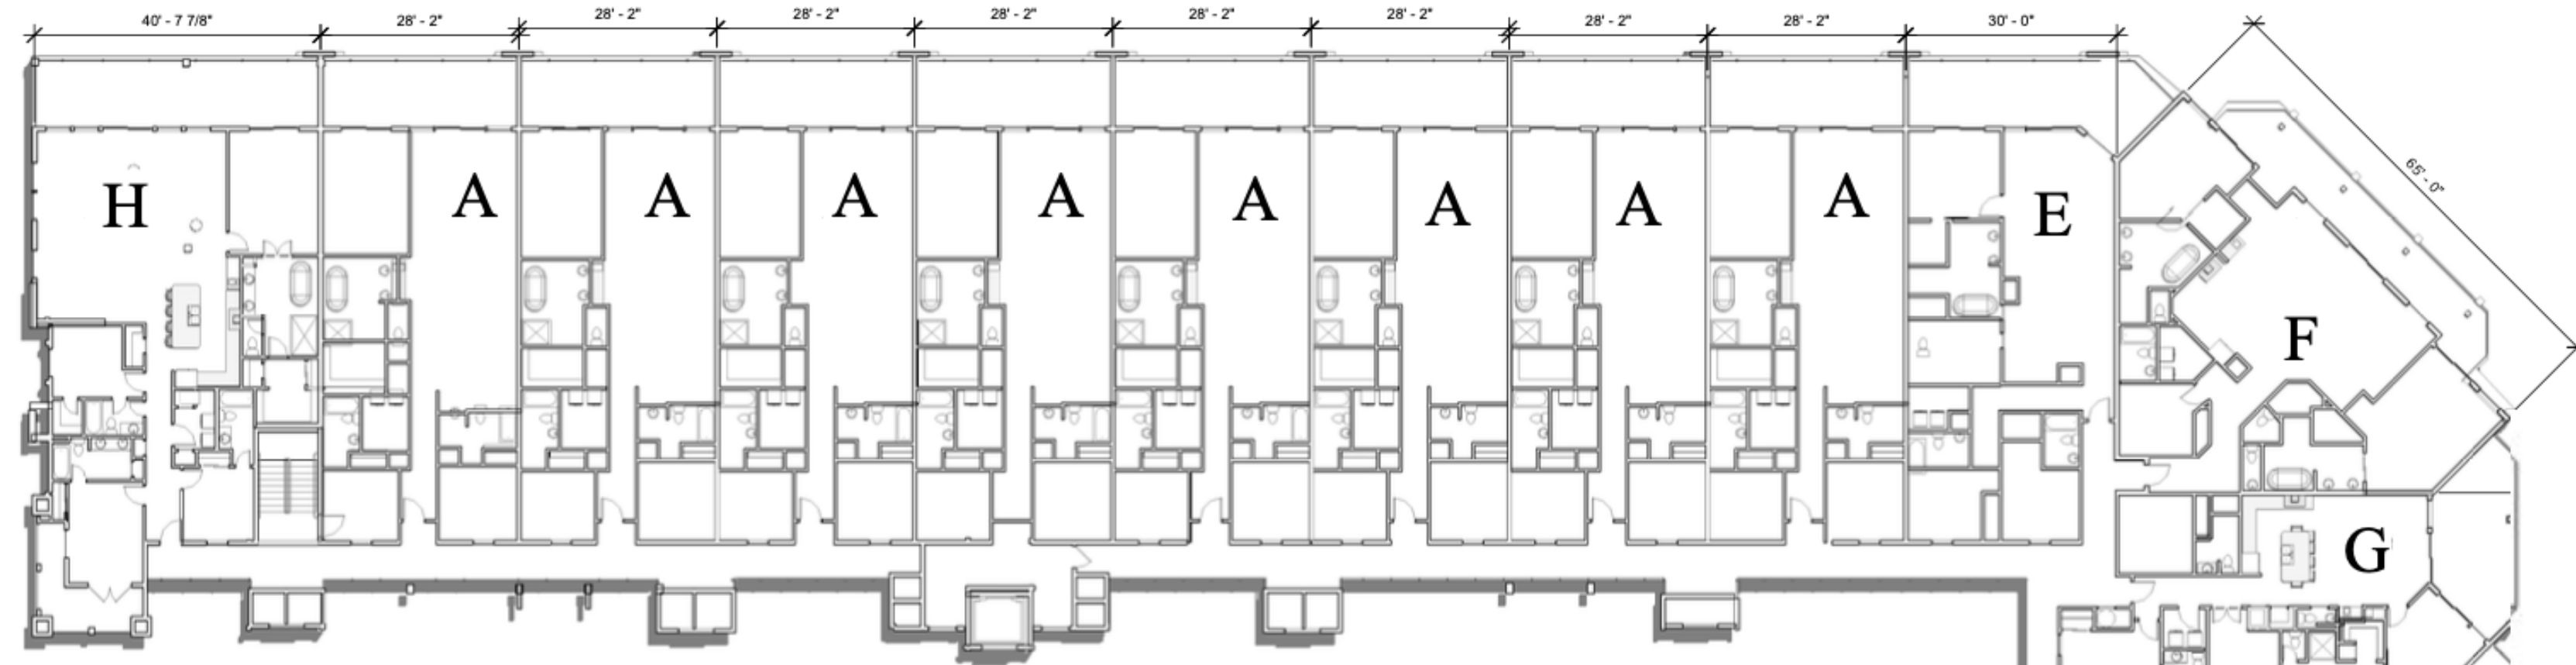 40' - 7 7/8" 28' - 2" 28' - 2" 28' - 2" 28' - 2" 28' - 2" 28' - 2" 28' - 2" 28' - 2" 30' - 0"
65' - 0"
H A A A A A A A A E
F
G